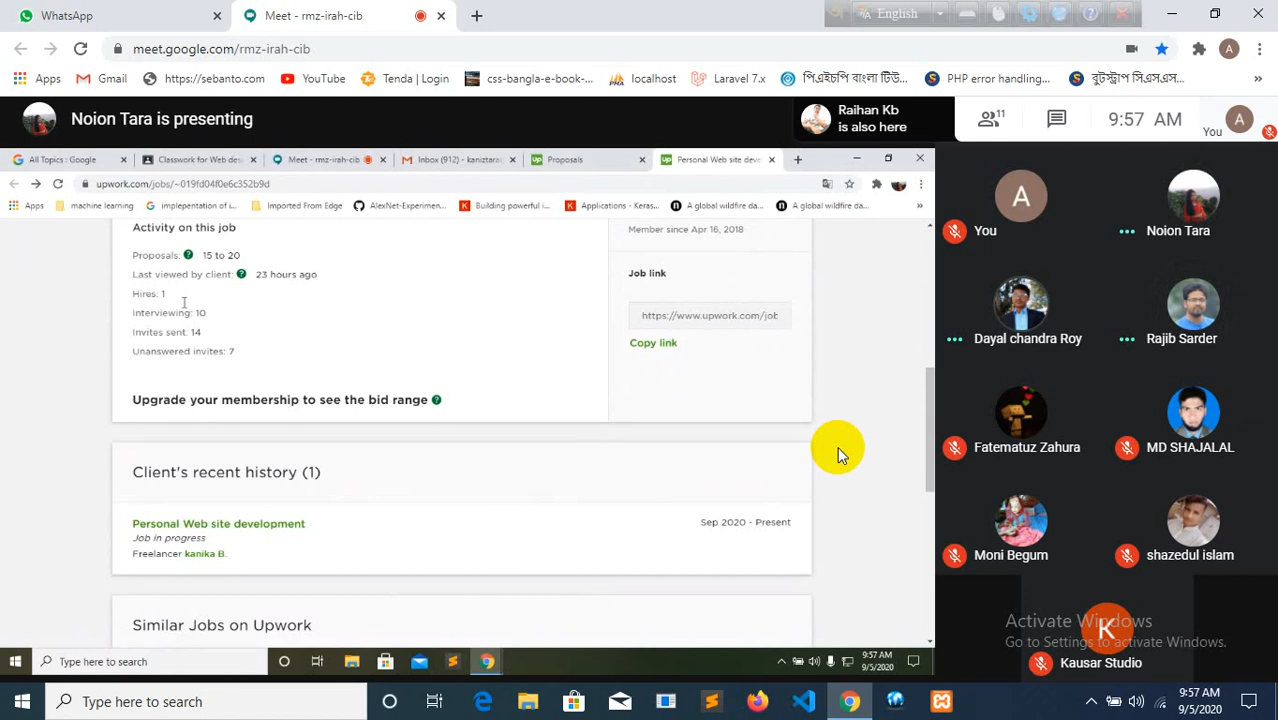 WhatsApp
Meet - rmz-irah-cib
English
meet.google.com/rmz-irah-cib
Apps
Gmail
https://sebanto.com/
YouTube
Tenda | Login
css-bangla-e-book-...
localhost
Laravel 7.x
পিএইচপি বাংলা টিউ...
PHP error handling...
বুটস্ট্রাপ সিএসএস...
»
Noion Tara is presenting
Raihan Kb
is also here
11
9:57 AM
You
A
All Topics : Google
Classwork for Web des
Meet - rmz-irah-cib
Inbox (912) - kaniztara
Proposals
Personal Web site deve
upwork.com/jobs/~019fd04f0e6c352b9d
Apps
machine learning
implepentation of i...
Imported From Edge
AlexNet-Experimen...
Building powerful i...
Applications - Keras...
A global wildfire da...
A global wildfire da...
»
Activity on this job
Proposals: 15 to 20
Last viewed by client: 23 hours ago
Hires: 1
Interviewing: 10
Invites sent: 14
Unanswered invites: 7
Upgrade your membership to see the bid range
Member since Apr 16, 2018
Job link
https://www.upwork.com/job
Copy link
Client's recent history (1)
Personal Web site development
Sep 2020 - Present
Job in progress
Freelancer kanika B.
Similar Jobs on Upwork
Type here to search
9:57 AM
9/5/2020
A
You
Noion Tara
Dayal chandra Roy
Rajib Sarder
Fatematuz Zahura
MD SHAJALAL
Moni Begum
shazedul islam
K
Kausar Studio
Activate Windows
Go to Settings to activate Windows.
Type here to search
9:57 AM
9/5/2020